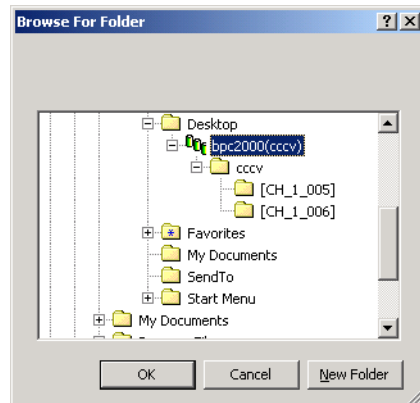 Browse For Folder
Desktop
bpc2000(cccv)
cccv
[CH_1_005]
[CH_1_006]
Favorites
My Documents
SendTo
Start Menu
My Documents
OK Cancel New Folder